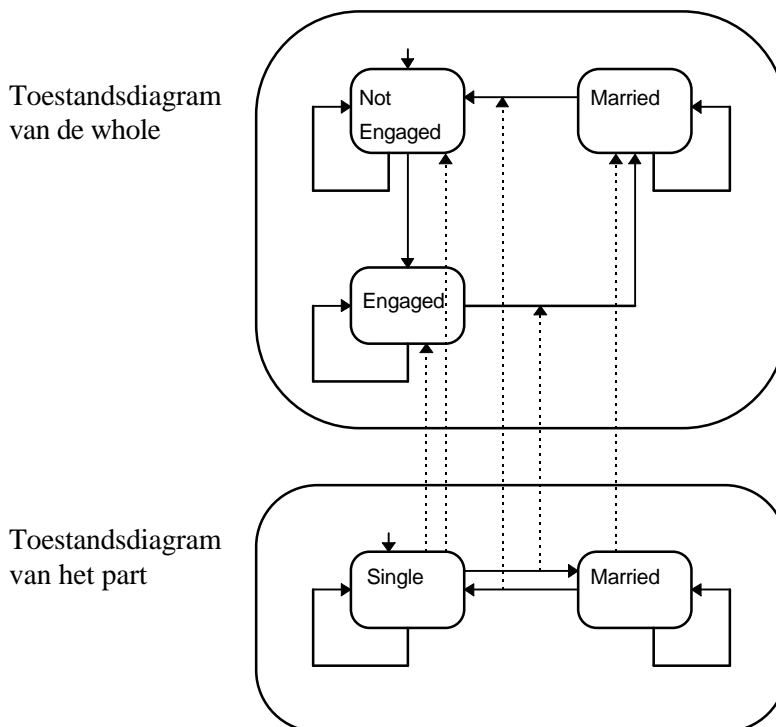 Toestandsdiagram
van de whole
Not
Engaged
Married
Engaged
Toestandsdiagram
van het part
Single
Married